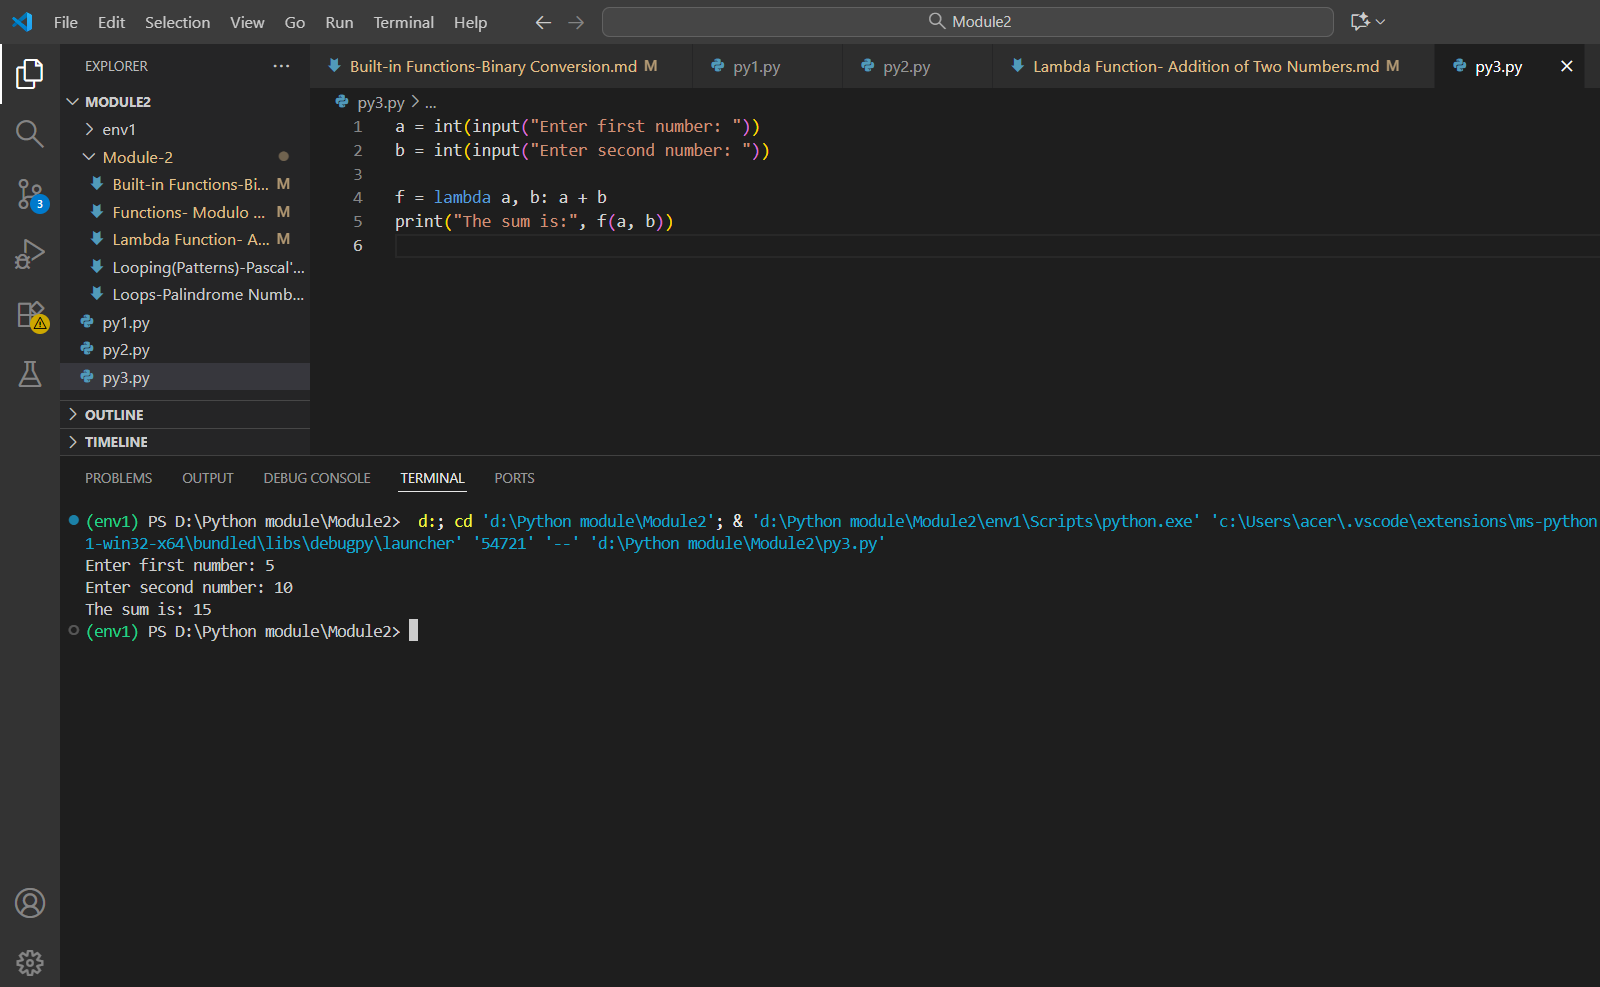 File Edit Selection View Go Run Terminal Help Module2
EXPLORER ...
Built-in Functions-Binary Conversion.md M py1.py py2.py Lambda Function- Addition of Two Numbers.md M py3.py
MODULE2
env1
Module-2
Built-in Functions-Bi... M
Functions- Modulo ... M
Lambda Function- A... M
Looping(Patterns)-Pascal'...
Loops-Palindrome Numb...
py1.py
py2.py
py3.py
OUTLINE
TIMELINE
3
py3.py > ...
1 a = int(input("Enter first number: "))
2 b = int(input("Enter second number: "))
3
4 f = lambda a, b: a + b
5 print("The sum is:", f(a, b))
6
PROBLEMS OUTPUT DEBUG CONSOLE TERMINAL PORTS
(env1) PS D:\Python module\Module2> d:; cd 'd:\Python module\Module2'; & 'd:\Python module\Module2\env1\Scripts\python.exe' 'c:\Users\acer\.vscode\extensions\ms-python
1-win32-x64\bundled\libs\debugpy\launcher' '54721' '--' 'd:\Python module\Module2\py3.py'
Enter first number: 5
Enter second number: 10
The sum is: 15
(env1) PS D:\Python module\Module2>